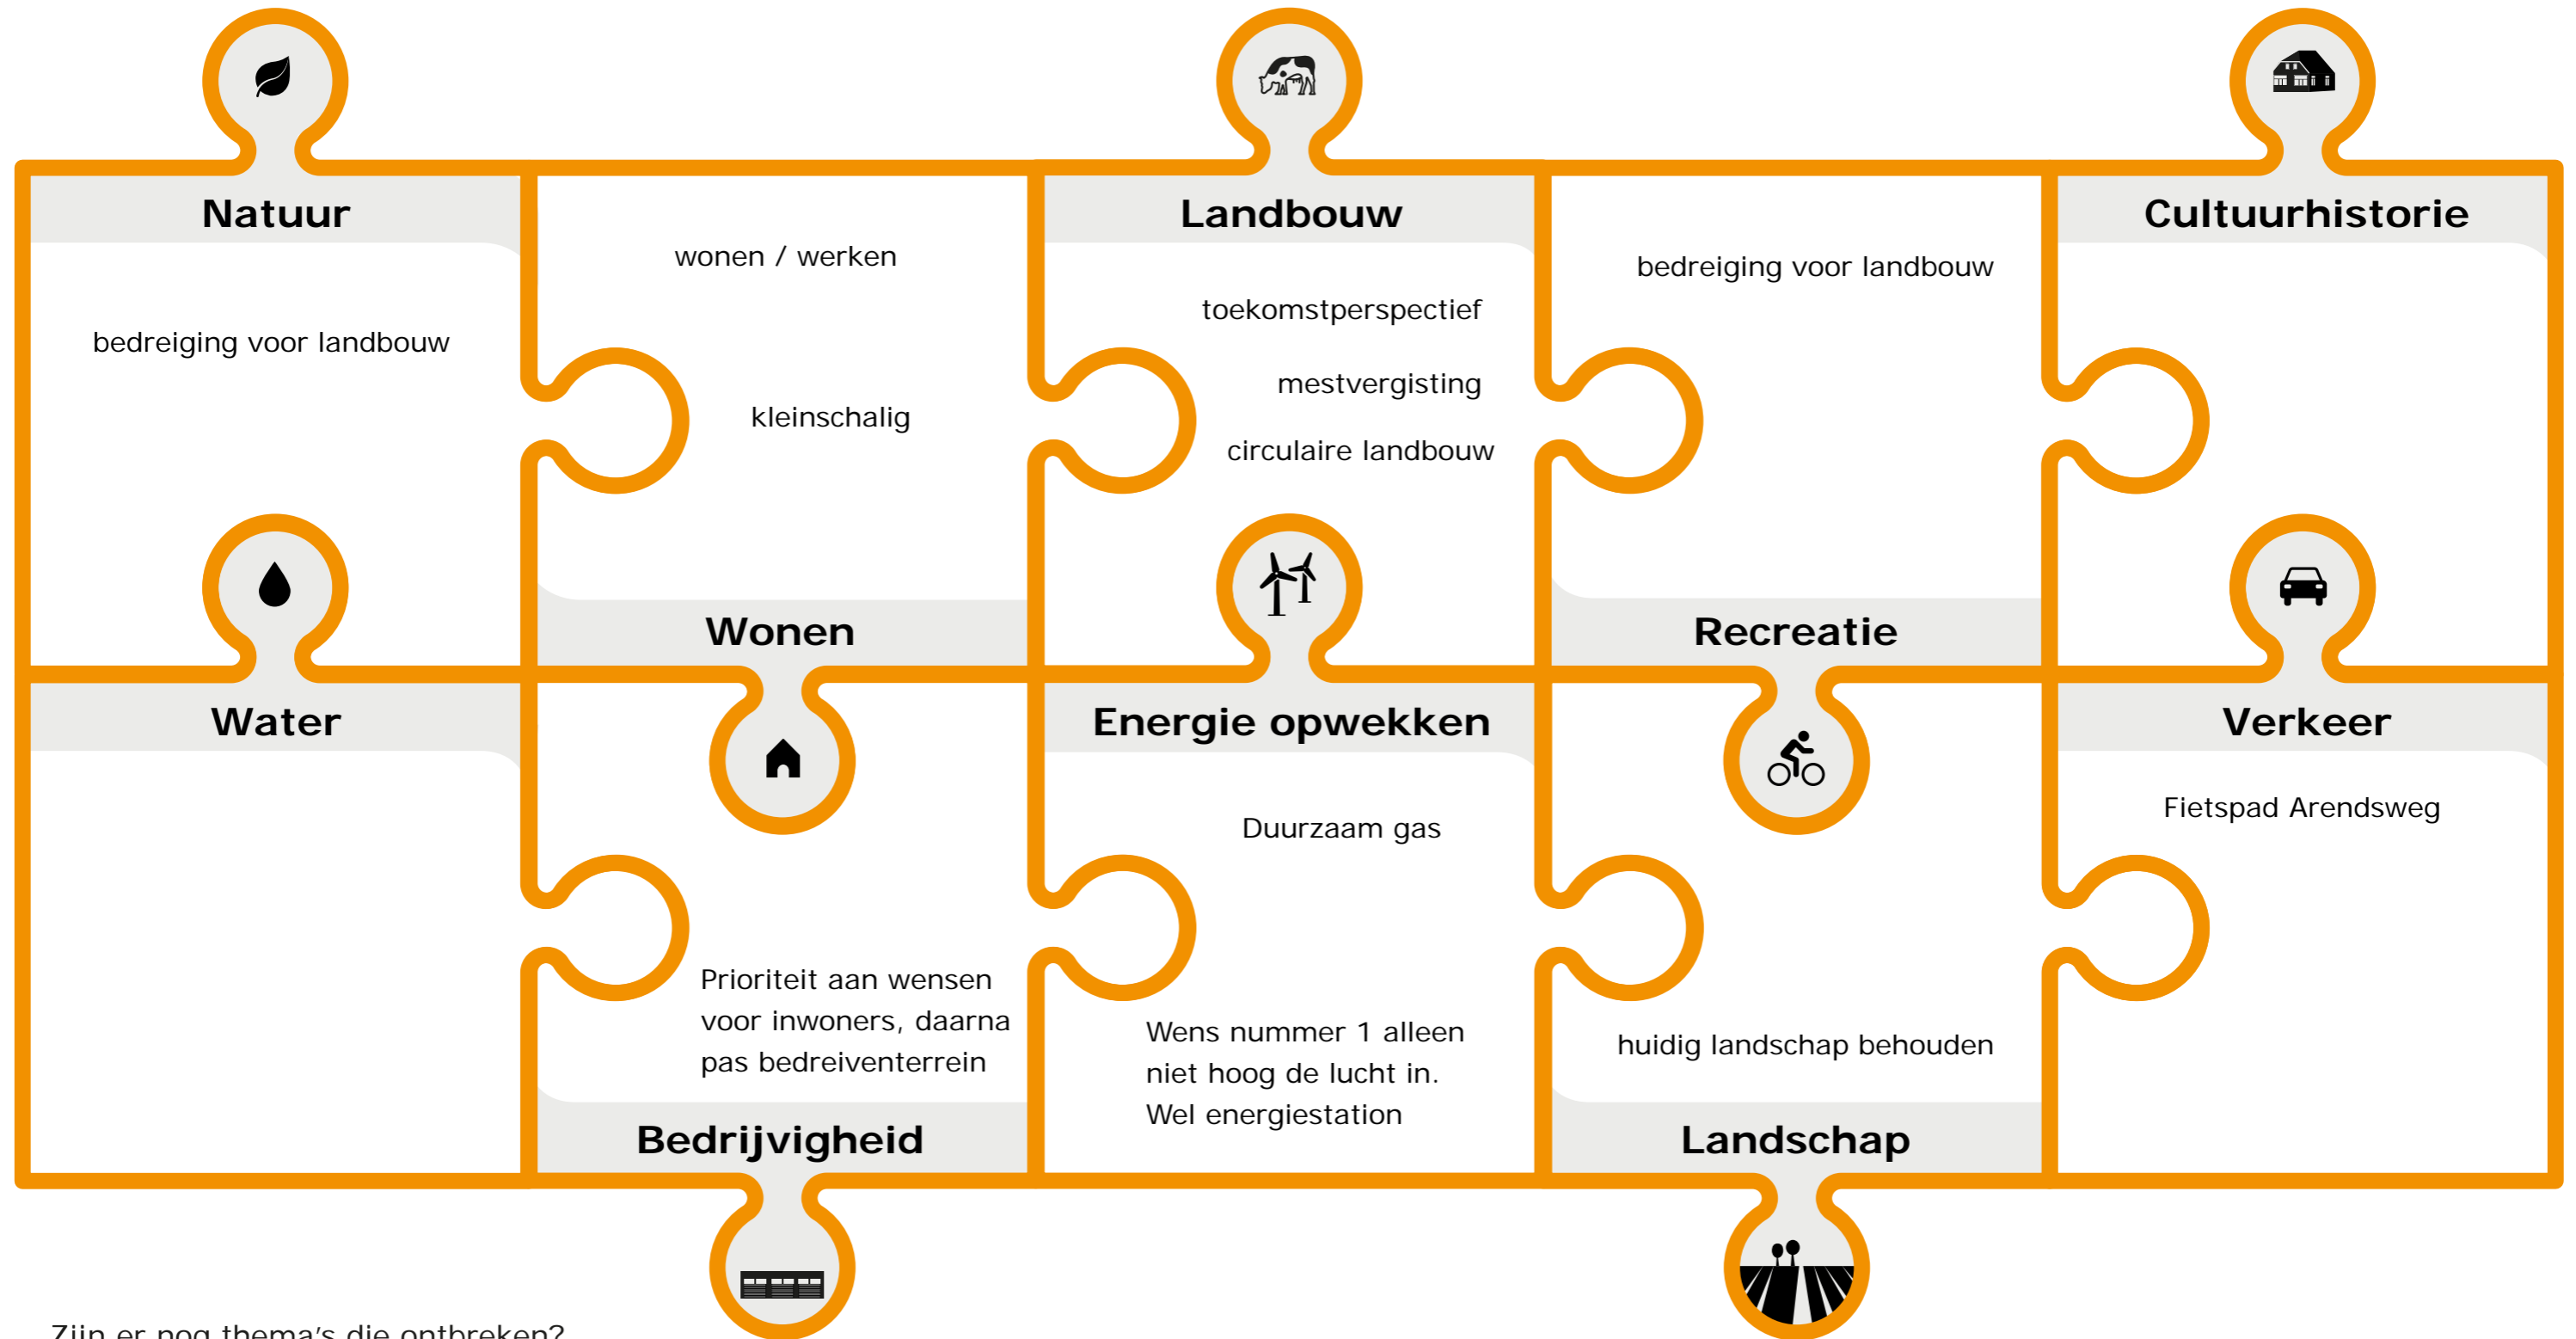 Natuur
bedreiging voor landbouw
wonen / werken
kleinschalig
Wonen
Landbouw
toekomstperspectief
mestvergisting
circulaire landbouw
bedreiging voor landbouw
Recreatie
Cultuurhistorie
Water
Prioriteit aan wensen
voor inwoners, daarna
pas bedreiventerrein
Bedrijvigheid
Energie opwekken
Duurzaam gas
Wens nummer 1 alleen
niet hoog de lucht in.
Wel energiestation
huidig landschap behouden
Landschap
Verkeer
Fietspad Arendsweg
Zijn er nog thema's die ontbreken?